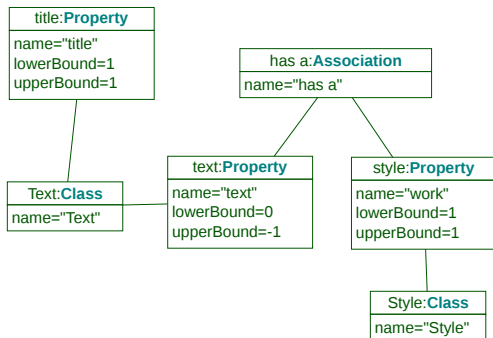 title:Property
name="title"
lowerBound=1
upperBound=1
has a:Association
name="has a"
text:Property
name="text"
lowerBound=0
upperBound=-1
style:Property
name="work"
lowerBound=1
upperBound=1
Text:Class
name="Text"
Style:Class
name="Style"